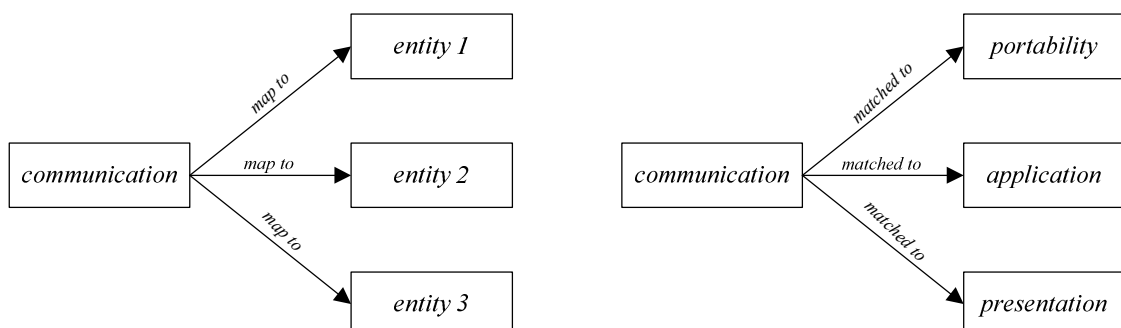 entity 1
map to
communication
map to
entity 2
map to
entity 3
portability
matched to
communication
matched to
application
matched to
presentation